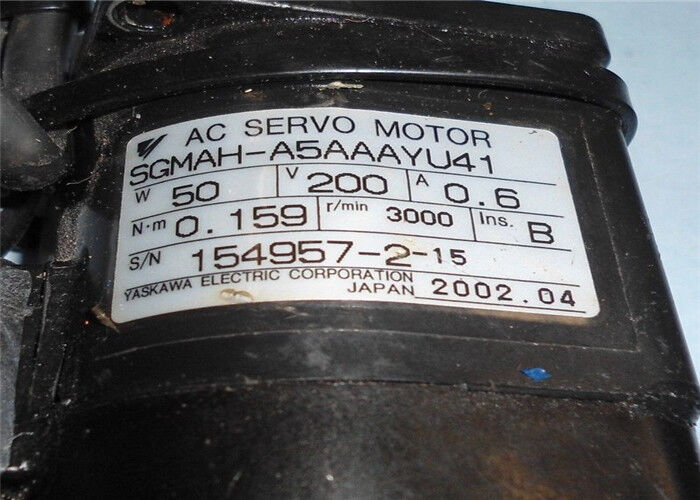 AC SERVO MOTOR
SGMAH-A5AAAYU41
W 50 V 200 A 0.6
N·m 0.159 r/min 3000 Ins. B
S/N 154957-2-15
YASKAWA ELECTRIC CORPORATION
JAPAN 2002.04